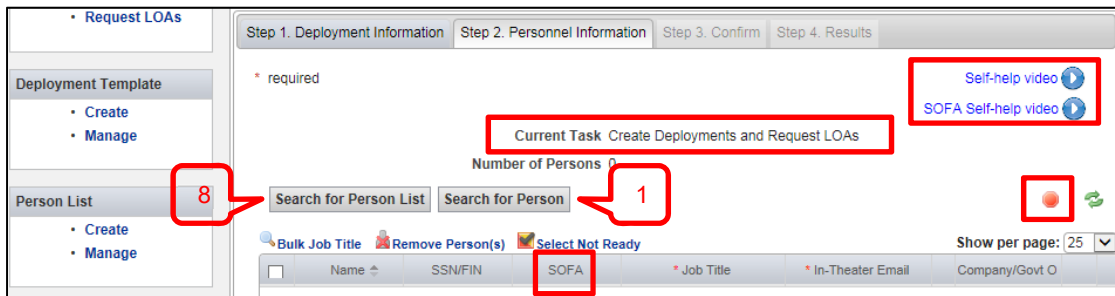 • Request LOAs
Step 1. Deployment Information Step 2. Personnel Information Step 3. Confirm Step 4. Results
* required
Self-help video
Deployment Template
SOFA Self-help video
• Create
• Manage
Current Task Create Deployments and Request LOAs
Number of Persons 0
Person List
8
Search for Person List Search for Person
1
• Create
• Manage
Bulk Job Title Remove Person(s) Select Not Ready
Show per page: 25
Name SSN/FIN SOFA * Job Title * In-Theater Email Company/Govt O